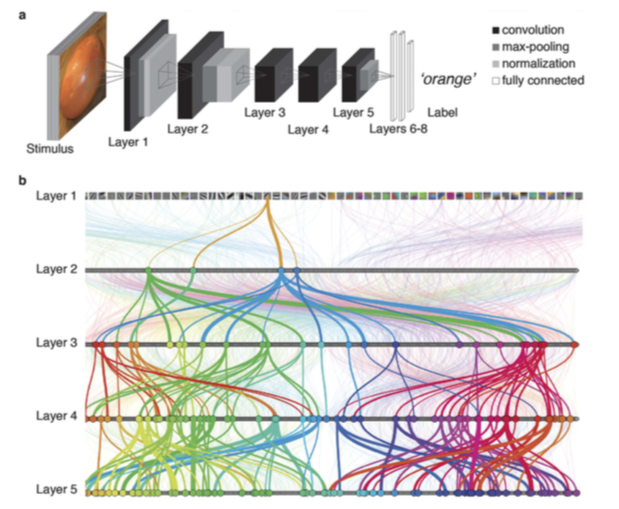 a
convolution
max-pooling
normalization
fully connected
'orange'
Layer 3
Layer 5
Label
Layer 2
Layer 4
Layers 6-8
Layer 1
Stimulus
b
Layer 1
Layer 2
Layer 3
Layer 4
Layer 5